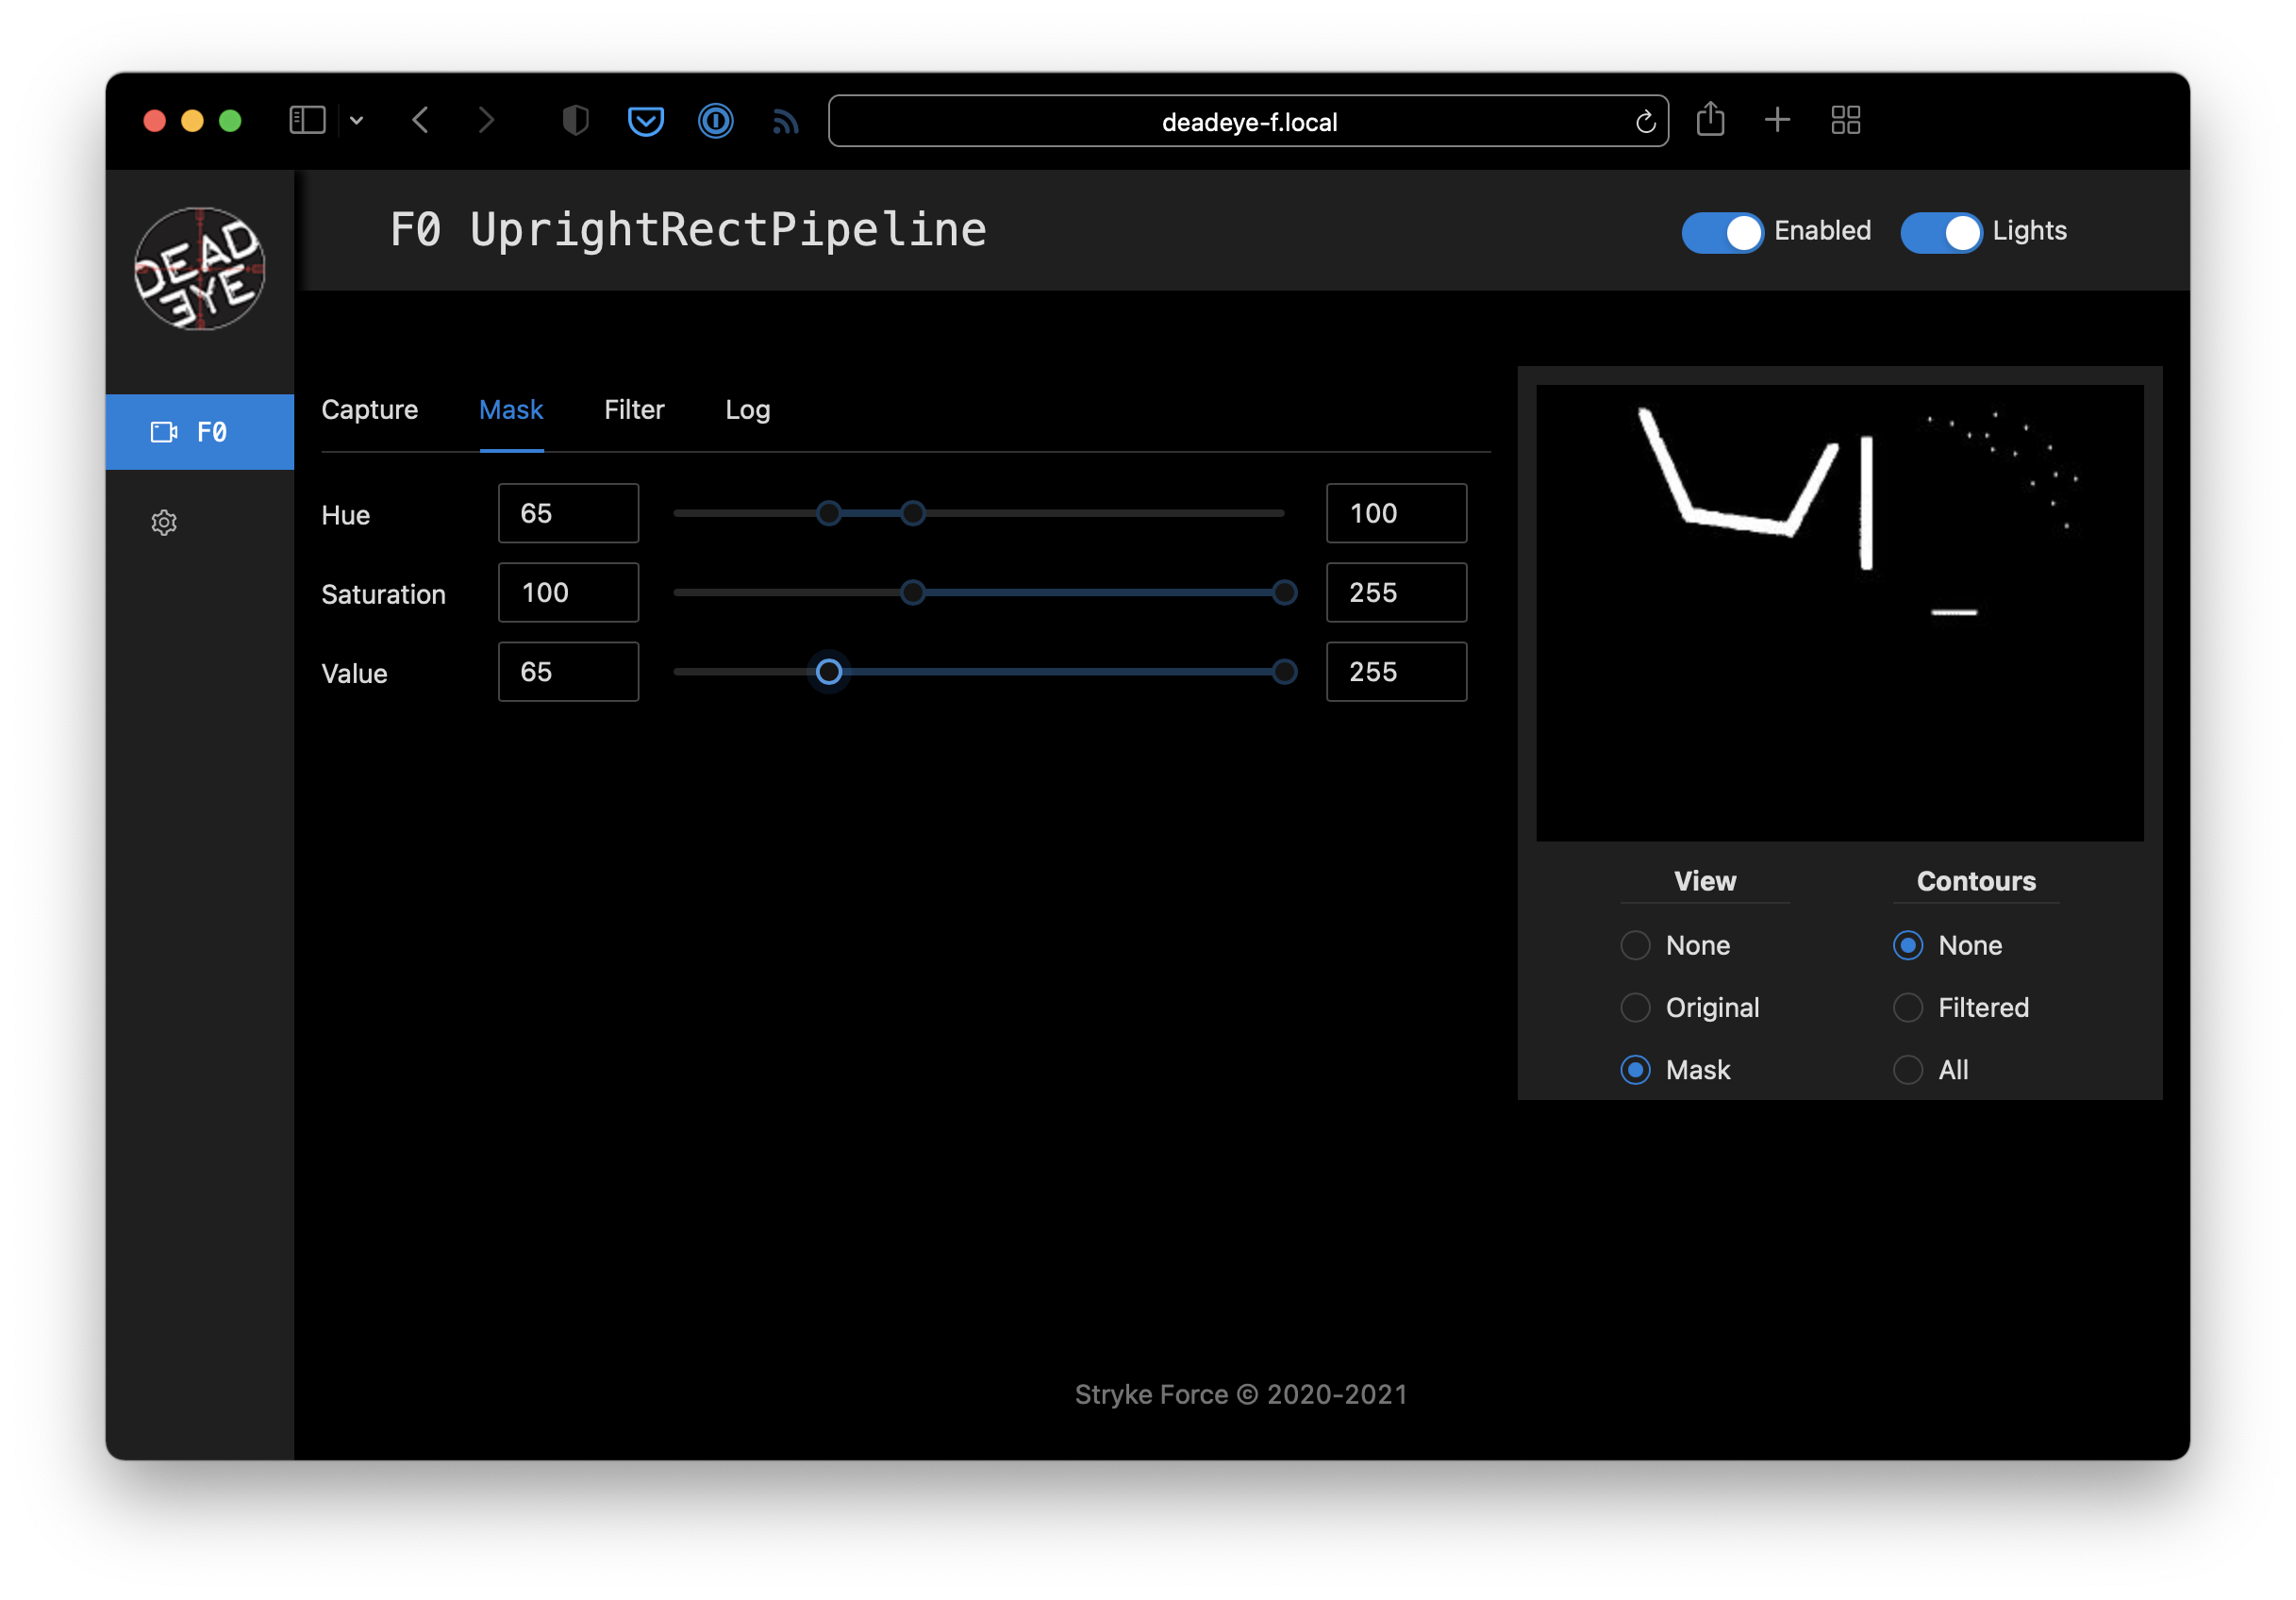 deadeye-f.local
DEAD
EYE
F0 UprightRectPipeline
Enabled
Lights
F0
Capture Mask Filter Log
Hue 65 100
Saturation 100 255
Value 65 255
View Contours
None None
Original Filtered
Mask All
Stryke Force © 2020-2021